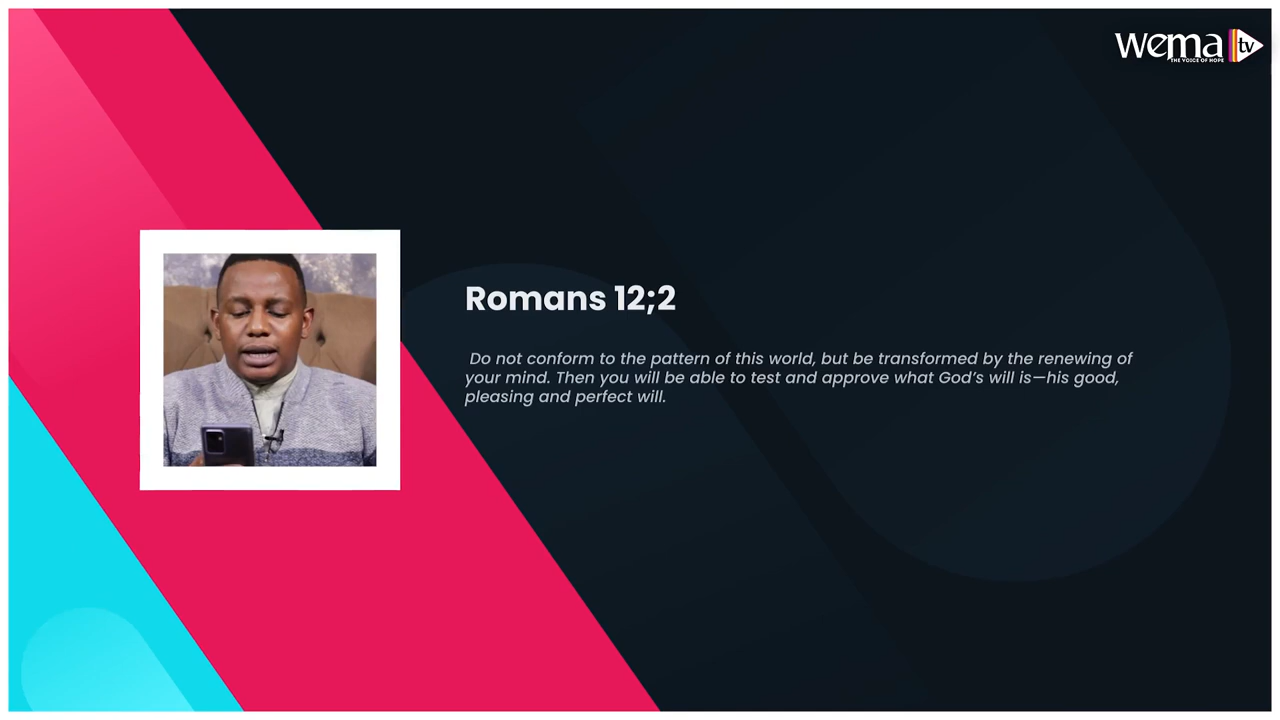 wema tv
THE VOICE OF HOPE
Romans 12;2
Do not conform to the pattern of this world, but be transformed by the renewing of
your mind. Then you will be able to test and approve what God’s will is—his good,
pleasing and perfect will.